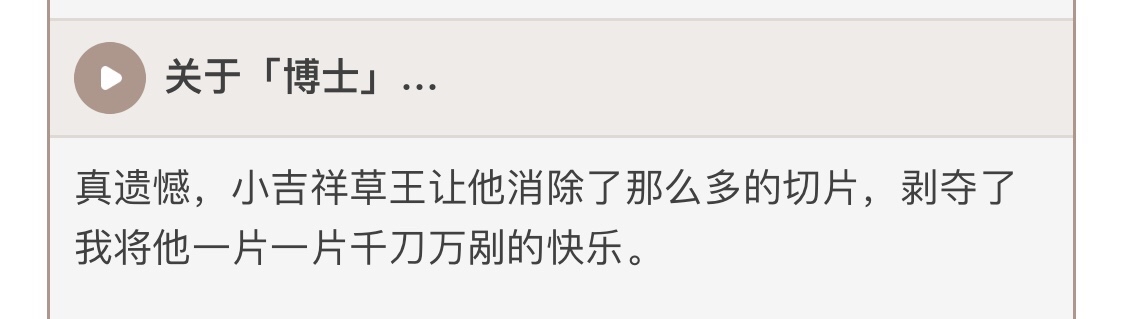 关于「博士」...
真遗憾，小吉祥草王让他消除了那么多的切片，剥夺了
我将他一片一片千刀万剐的快乐。